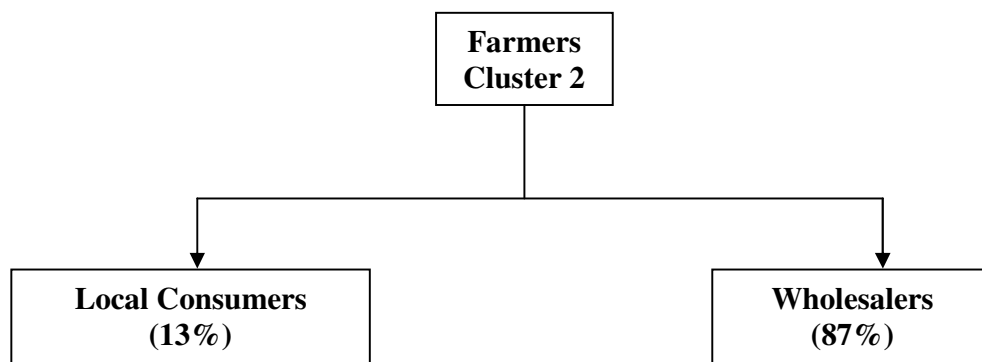 Farmers
Cluster 2
Local Consumers
(13%)
Wholesalers
(87%)